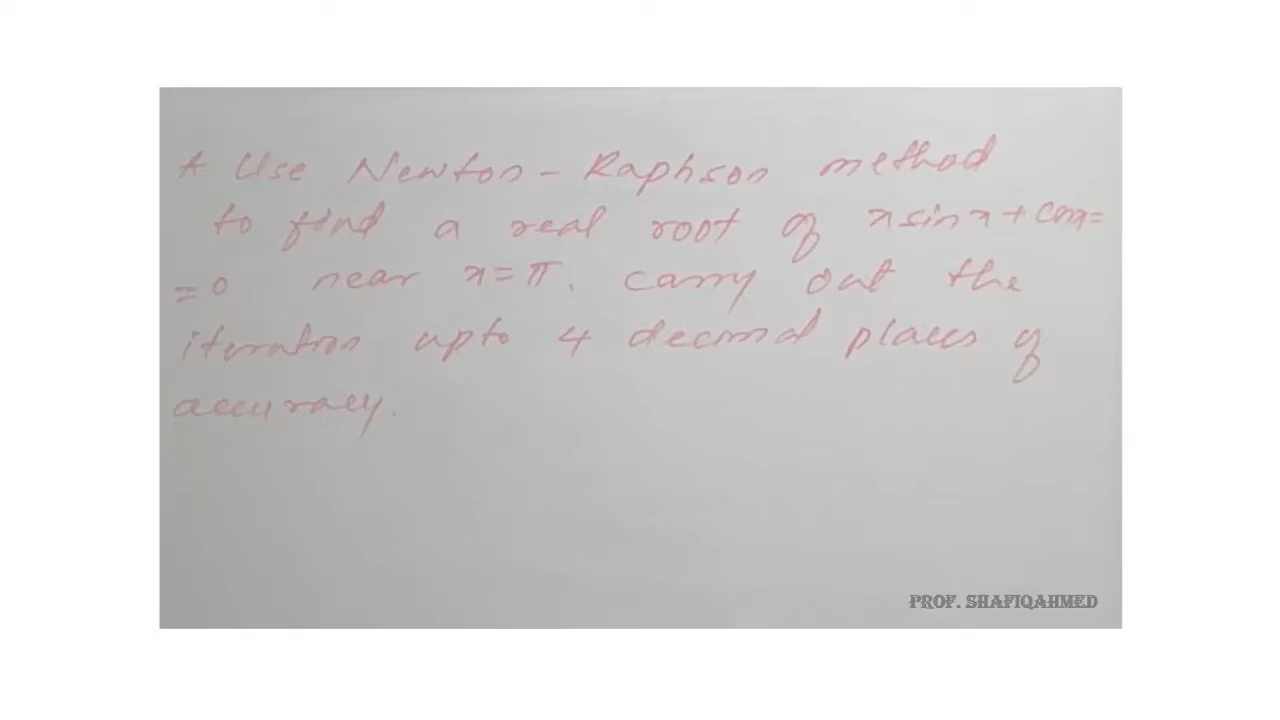 * Use Newton - Raphson method
to find a real root of x sin x + cos x =
= 0 near x = π. Carry out the
iteration upto 4 decimal places of
accuracy.
PROF. SHAFIQAHMED